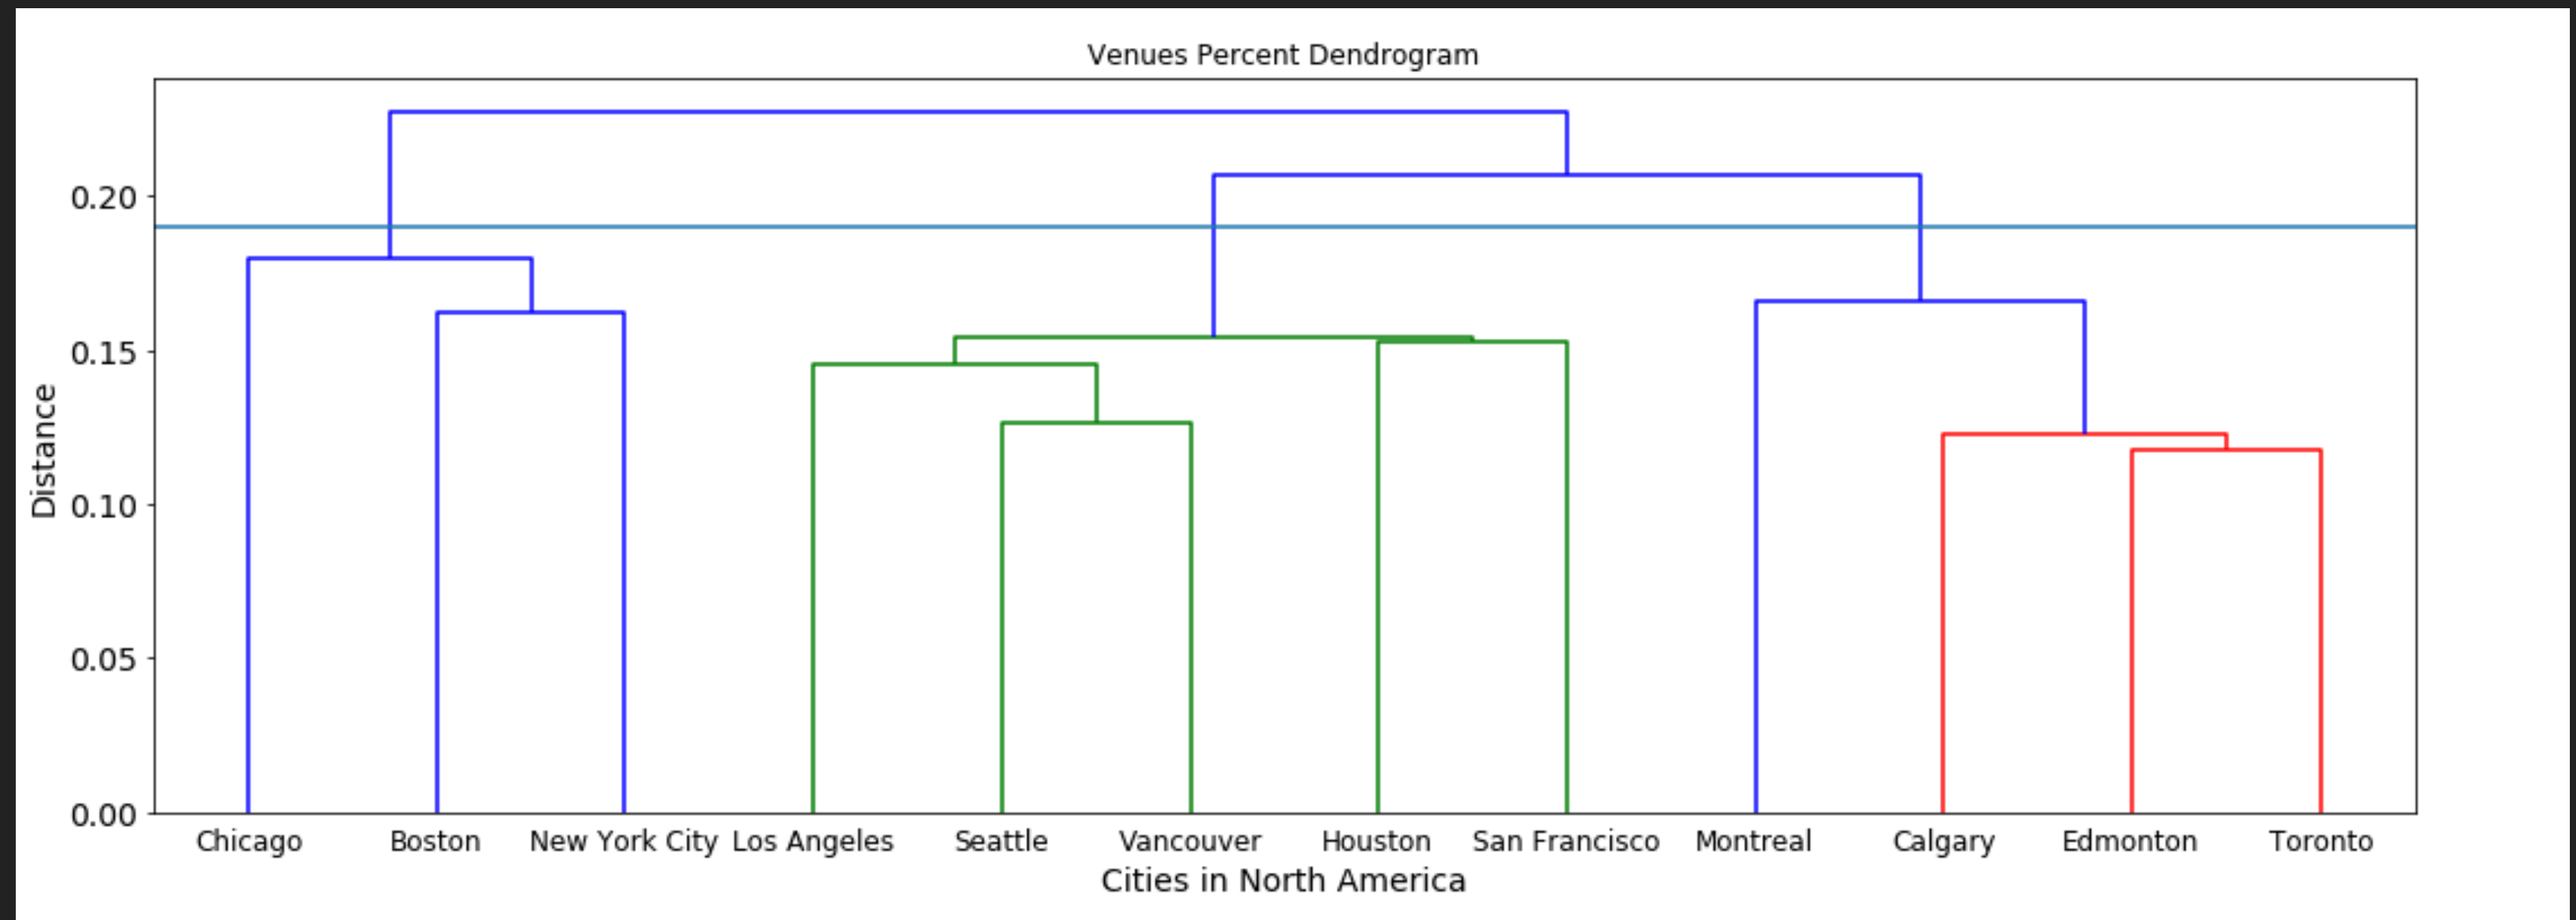 Venues Percent Dendrogram
0.20
0.15
0.10
0.05
0.00
Distance
Chicago Boston New York City Los Angeles Seattle Vancouver Houston San Francisco Montreal Calgary Edmonton Toronto
Cities in North America